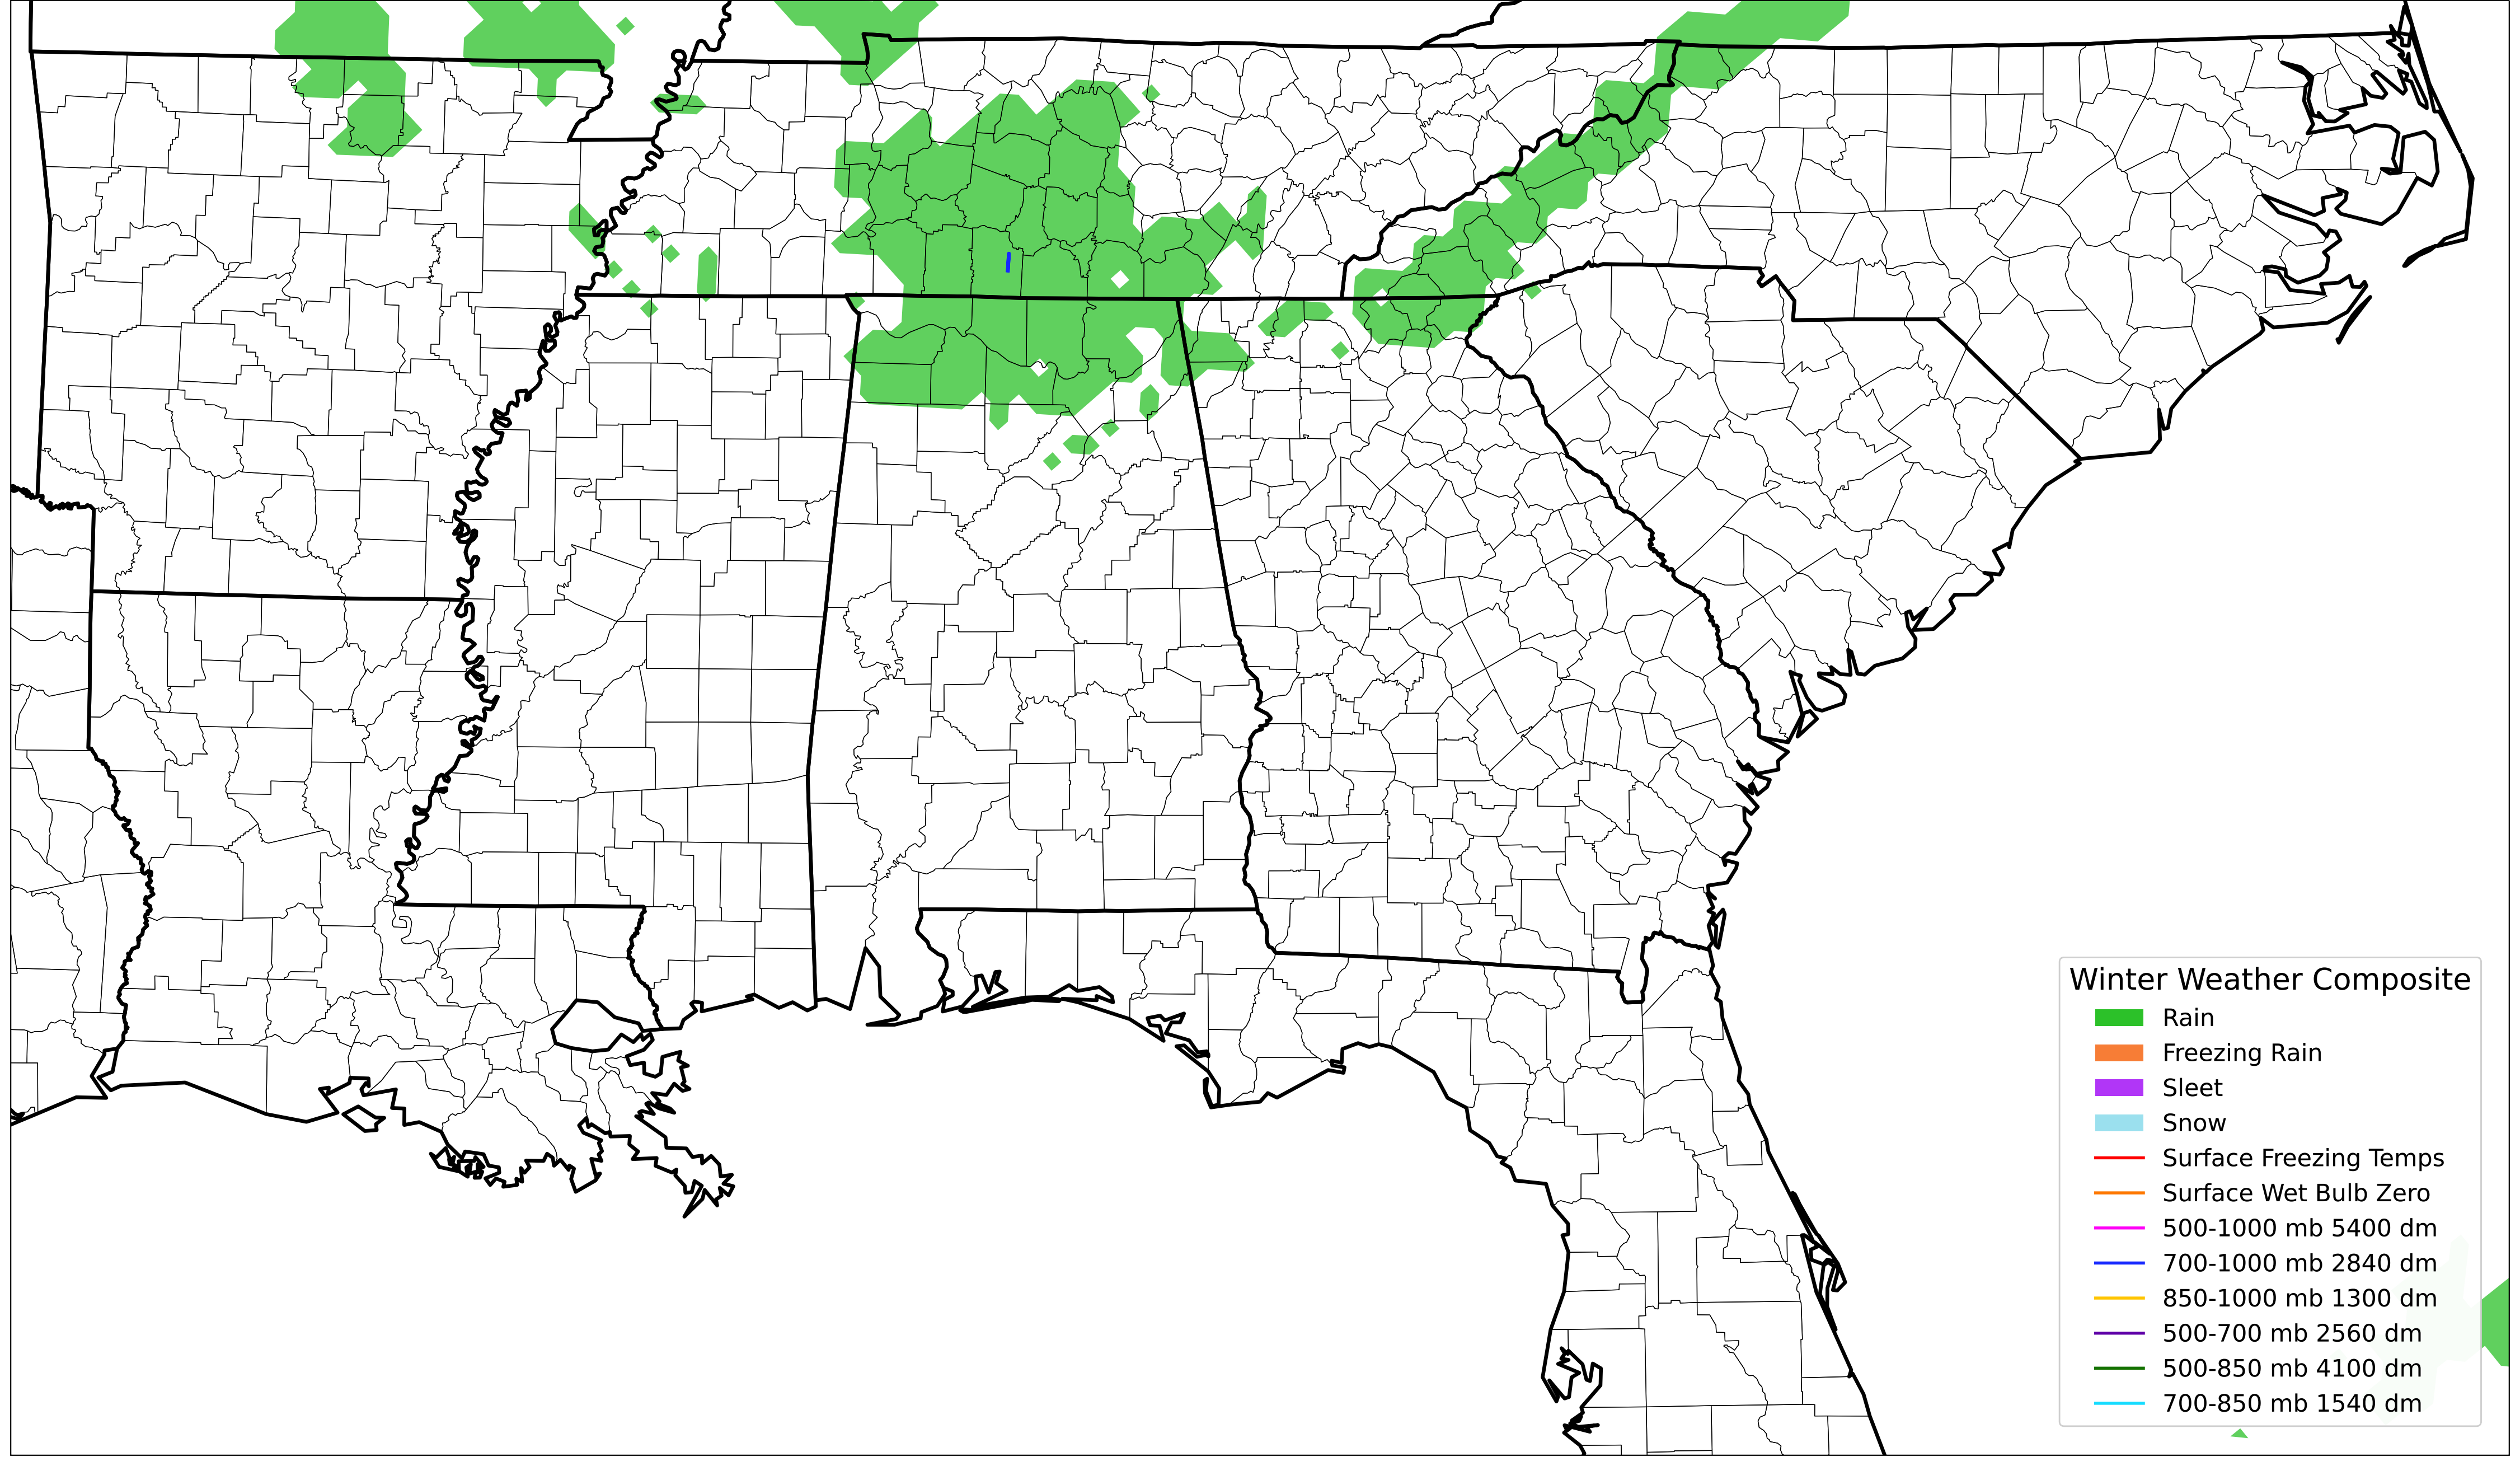 Winter Weather Composite
Rain
Freezing Rain
Sleet
Snow
Surface Freezing Temps
Surface Wet Bulb Zero
500-1000 mb 5400 dm
700-1000 mb 2840 dm
850-1000 mb 1300 dm
500-700 mb 2560 dm
500-850 mb 4100 dm
700-850 mb 1540 dm